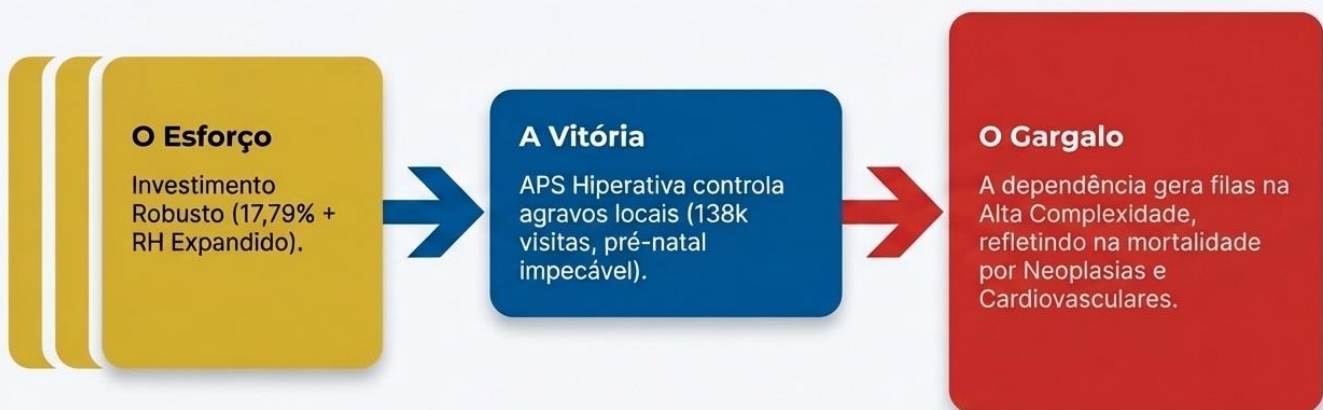 O Esforço
Investimento
Robusto (17,79% +
RH Expandido).
A Vitória
APS Hiperativa controla
agravos locais (138k
visitas, pré-natal
impecável).
O Gargalo
A dependência gera filas na
Alta Complexidade,
refletindo na mortalidade
por Neoplasias e
Cardiovasculares.